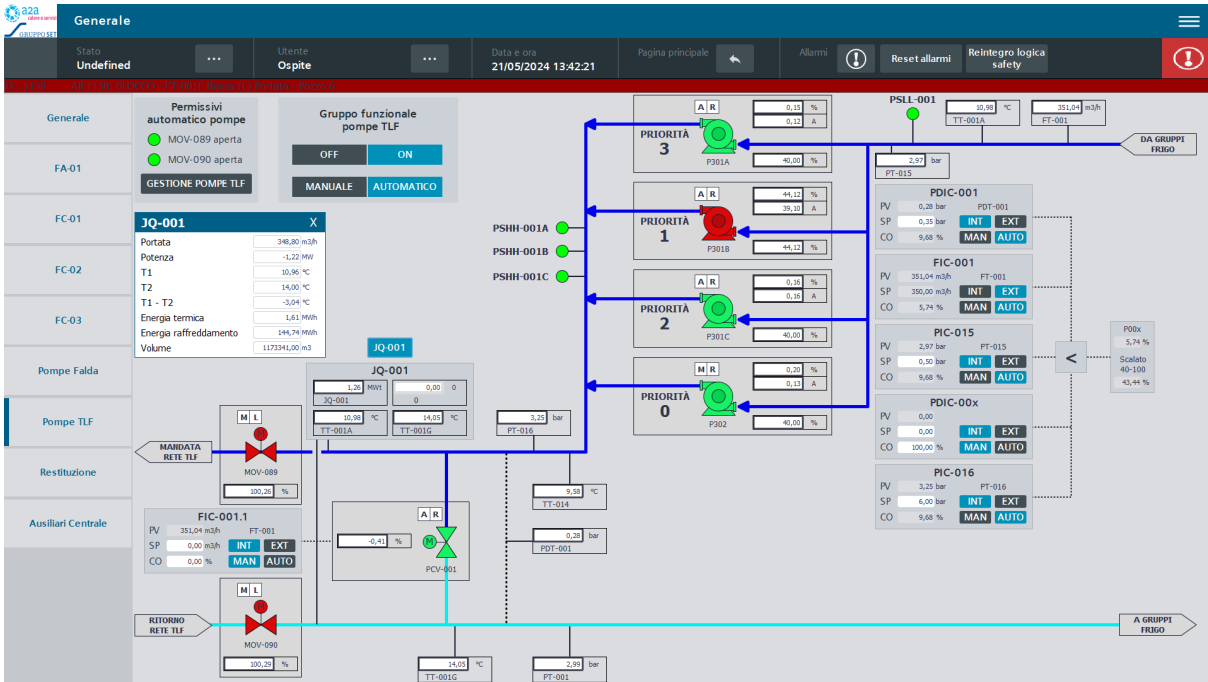 a2a
calore e servizi
GRUPPO SET
Generale
Stato
Undefined
...
Utente
Ospite
...
Data e ora
21/05/2024 13:42:21
Pagina principale
Allarmi
Reset allarmi
Reintegro logica
safety
Generale
FA-01
FC-01
FC-02
FC-03
Pompe Falda
Pompe TLF
Restituzione
Ausiliari Centrale
Permissivi
automatico pompe
MOV-089 aperta
MOV-090 aperta
GESTIONE POMPE TLF
Gruppo funzionale
pompe TLF
OFF ON
MANUALE AUTOMATICO
JQ-001 X
Portata 348,80 m3/h
Potenza -1,22 MW
T1 10,96 °C
T2 14,00 °C
T1 - T2 -3,04 °C
Energia termica 1,61 MWh
Energia raffreddamento 144,74 MWh
Volume 1173341,00 m3
JQ-001
JQ-001
1,26 MWt 0,00 0
JQ-001 0
10,98 °C 14,05 °C
TT-001A TT-001G
PSHH-001A
PSHH-001B
PSHH-001C
A R 0,15 %
0,12 A
PRIORITÀ
3
P301A 40,00 %
A R 44,12 %
39,10 A
PRIORITÀ
1
P301B 44,12 %
A R 0,16 %
0,16 A
PRIORITÀ
2
P301C 40,00 %
M R 0,20 %
0,13 A
PRIORITÀ
0
P302 40,00 %
PSLL-001
10,98 °C
TT-001A
351,04 m3/h
FT-001
DA GRUPPI
FRIGO
2,97 bar
PT-015
PDIC-001
PV 0,28 bar PDT-001
SP 0,35 bar INT EXT
CO 9,68 % MAN AUTO
FIC-001
PV 351,04 m3/h FT-001
SP 350,00 m3/h INT EXT
CO 5,74 % MAN AUTO
PIC-015
PV 2,97 bar PT-015
SP 0,50 bar INT EXT
CO 9,68 % MAN AUTO
PDIC-00x
PV 0,00
SP 0,00 INT EXT
CO 100,00 % MAN AUTO
PIC-016
PV 3,25 bar PT-016
SP 6,00 bar INT EXT
CO 9,68 % MAN AUTO
<
P00x
5,74 %
Scalato
40-100
43,44 %
M L
MANDATA
RETE TLF
MOV-089
100,26 %
3,25 bar
PT-016
9,58 °C
TT-014
0,28 bar
PDT-001
FIC-001.1
PV 351,04 m3/h FT-001
SP 0,00 m3/h INT EXT
CO 0,00 % MAN AUTO
A R
-0,41 % M
PCV-001
M L
RITORNO
RETE TLF
MOV-090
100,29 %
14,05 °C
TT-001G
2,99 bar
PT-001
A GRUPPI
FRIGO